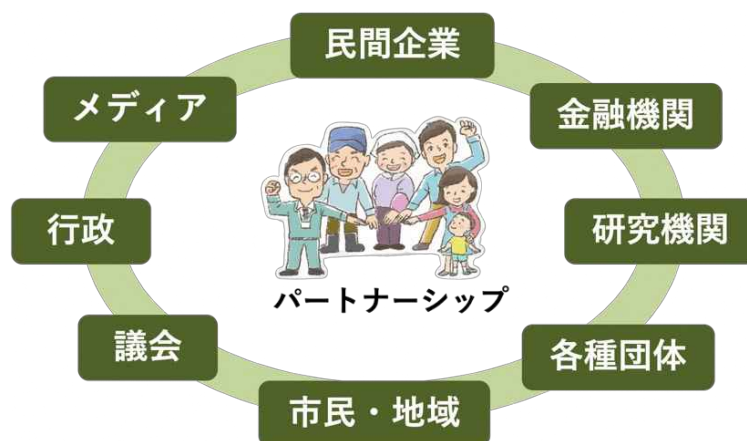 民間企業
金融機関
研究機関
各種団体
市民・地域
議会
行政
メディア
パートナーシップ